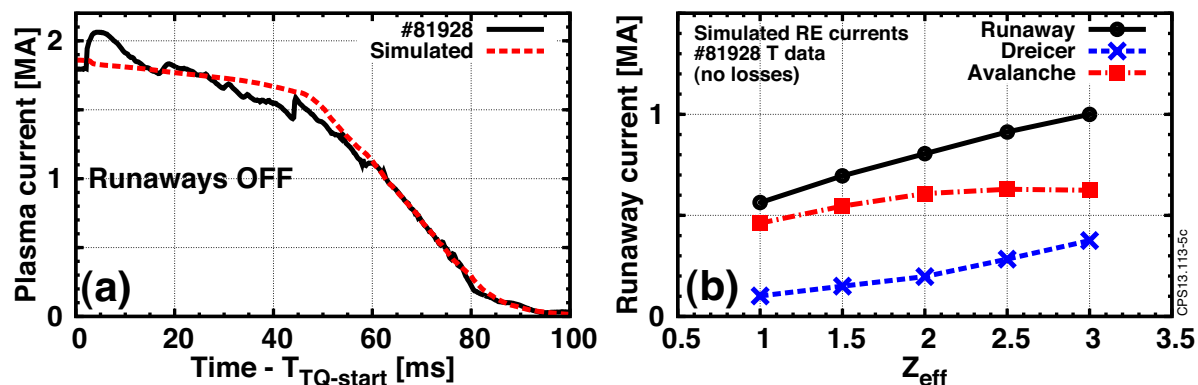 Plasma current [MA]
2
1
0
#81928
Simulated
Runaways OFF
(a)
0 20 40 60 80 100
Time - T_TQ-start [ms]
Runaway current [MA]
1
0
Simulated RE currents
#81928 T data
(no losses)
Runaway
Dreicer
Avalanche
(b)
0.5 1 1.5 2 2.5 3 3.5
Z_eff
CPS13.113-5c